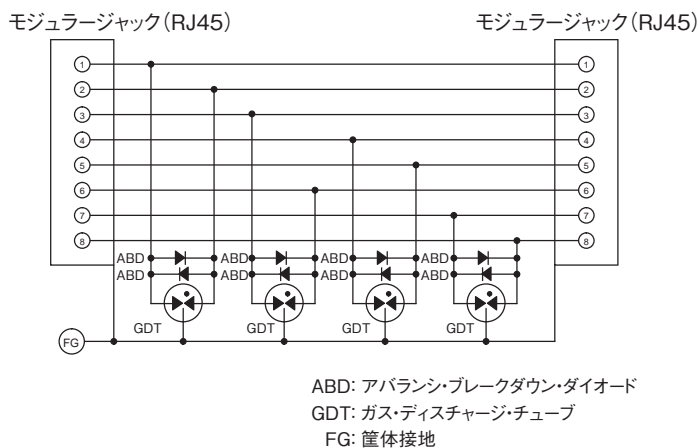 モジュラージャック(RJ45) モジュラージャック(RJ45)
1 1
2 2
3 3
4 4
5 5
6 6
7 7
8 8
ABD ABD ABD ABD
ABD ABD ABD ABD
GDT GDT GDT GDT
FG
ABD: アバランシ・ブレークダウン・ダイオード
GDT: ガス・ディスチャージ・チューブ
FG: 筐体接地